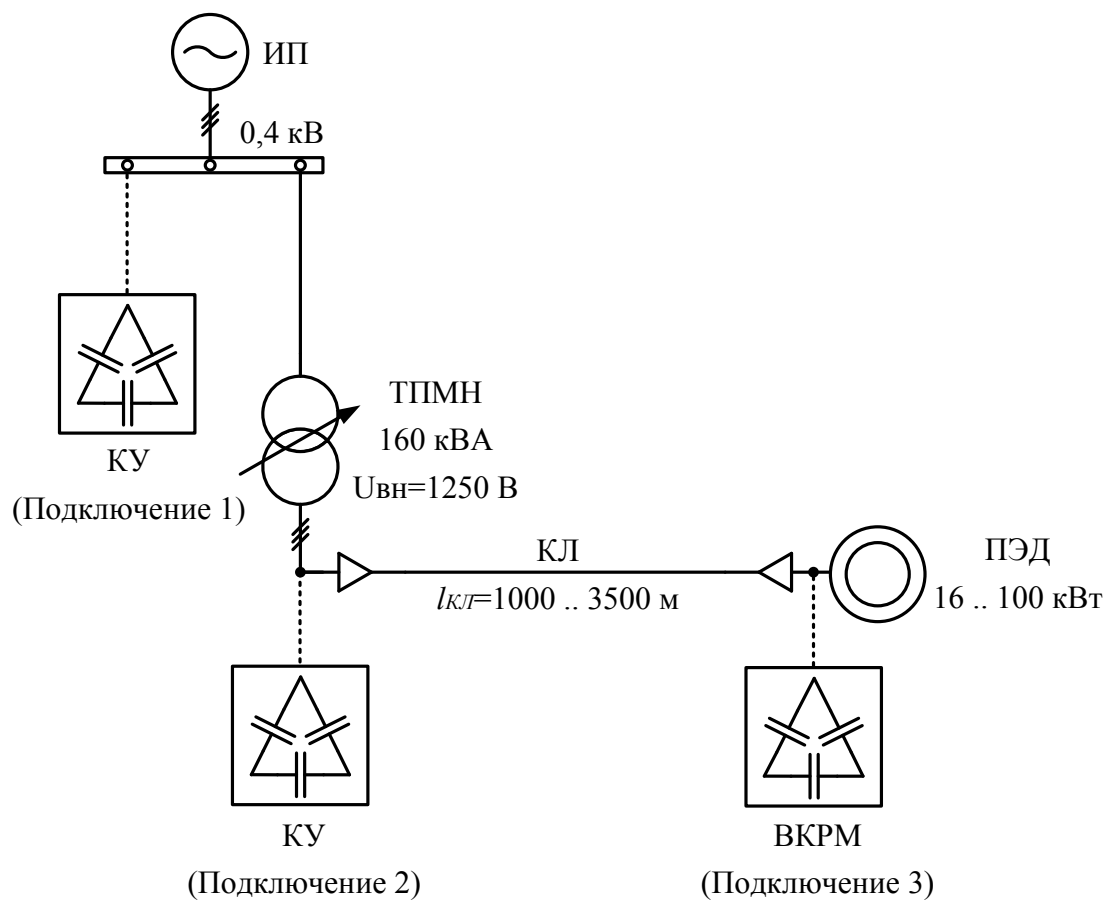 ИП
0,4 кВ
КУ
(Подключение 1)
ТПМН
160 кВА
Uвн=1250 В
КЛ
lКЛ=1000 .. 3500 м
ПЭД
16 .. 100 кВт
КУ
(Подключение 2)
ВКРМ
(Подключение 3)